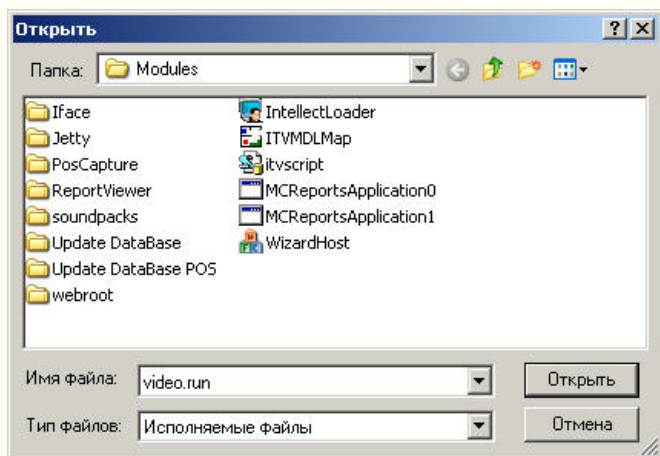 Открыть
Папка: Modules
Iface
Jetty
PosCapture
ReportViewer
soundpacks
Update DataBase
Update DataBase POS
webroot
IntellectLoader
ITVMDLMap
itvscript
MCReportsApplication0
MCReportsApplication1
WizardHost
Имя файла: video.run Открыть
Тип файлов: Исполняемые файлы Отмена